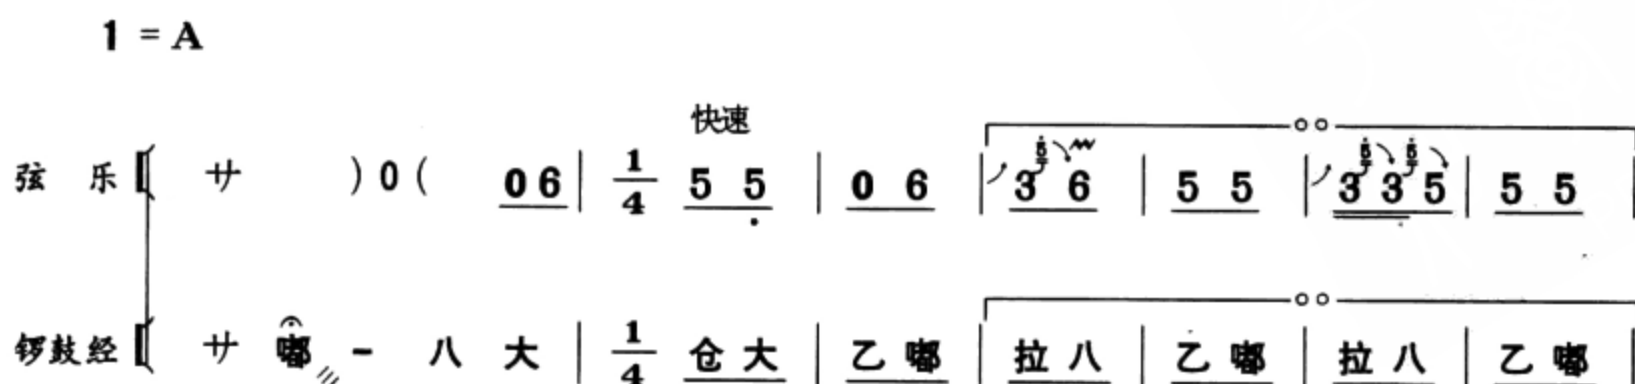 1 = A
快速
弦 乐 サ ) 0 ( 0 6 | 1/4 5 5̣ | 0 6 | 3 6 | 5 5 | 3 3 5 | 5 5
锣鼓经 サ 嘟 - 八 大 | 1/4 仓 大 | 乙 嘟 | 拉 八 | 乙 嘟 | 拉 八 | 乙 嘟